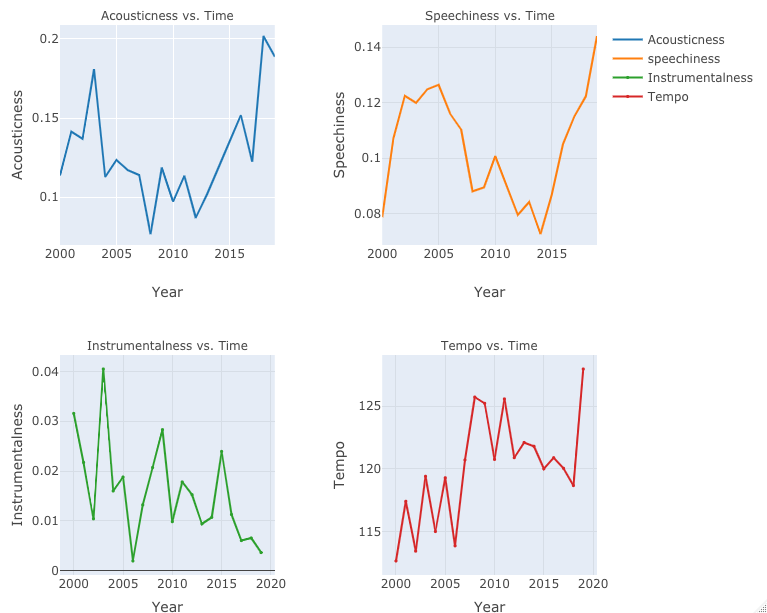 Acousticness vs. Time
Speechiness vs. Time
Acousticness
speechiness
Instrumentalness
Tempo
Acousticness
0.2
0.15
0.1
2000 2005 2010 2015
Year
Speechiness
0.14
0.12
0.1
0.08
2000 2005 2010 2015
Year
Instrumentalness vs. Time
Tempo vs. Time
Instrumentalness
0.04
0.03
0.02
0.01
0
2000 2005 2010 2015 2020
Year
Tempo
125
120
115
2000 2005 2010 2015 2020
Year